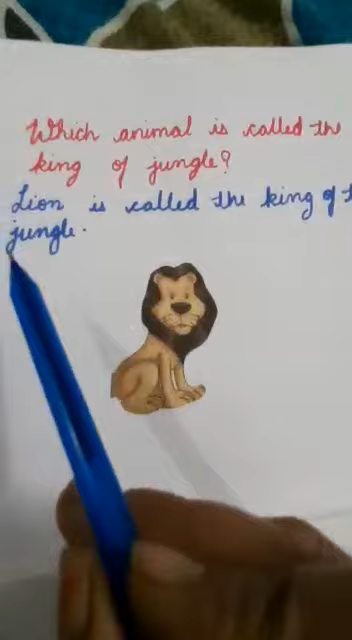 Which animal is called the
king of jungle?
Lion is called the king of
jungle.